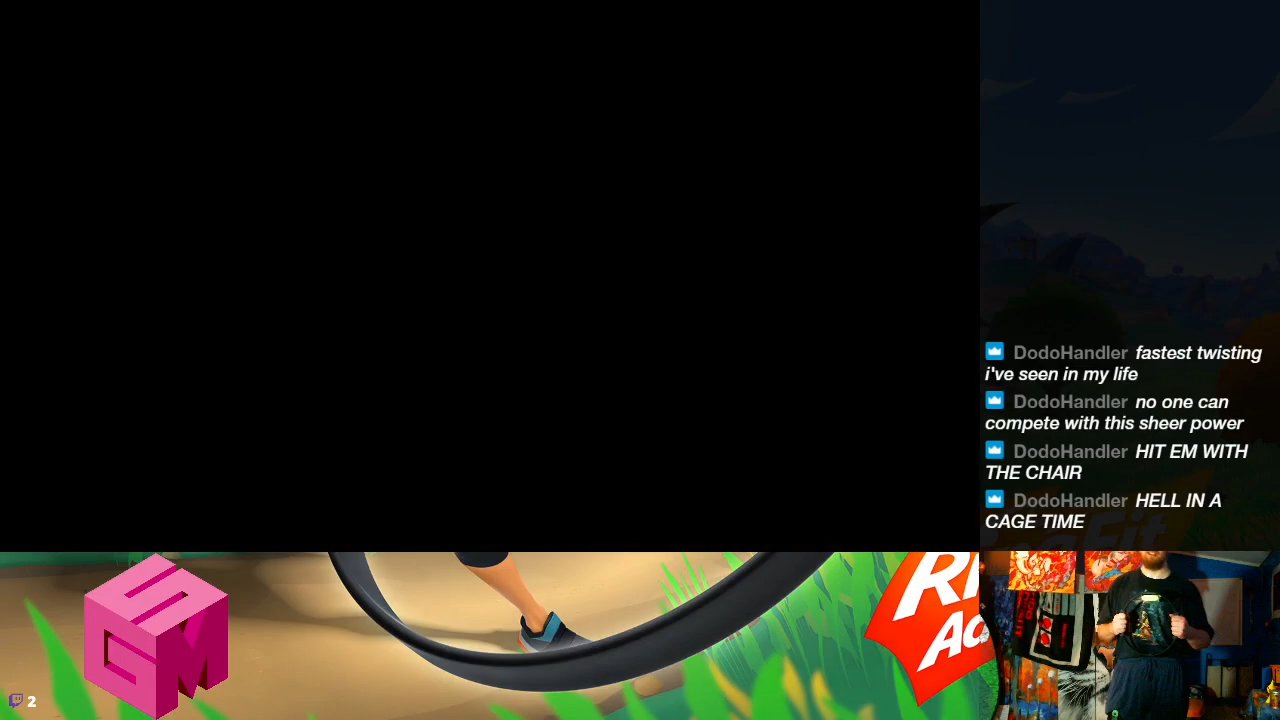 DodoHandler fastest twisting
i've seen in my life
DodoHandler no one can
compete with this sheer power
DodoHandler HIT EM WITH
THE CHAIR
DodoHandler HELL IN A
CAGE TIME
SGM
2